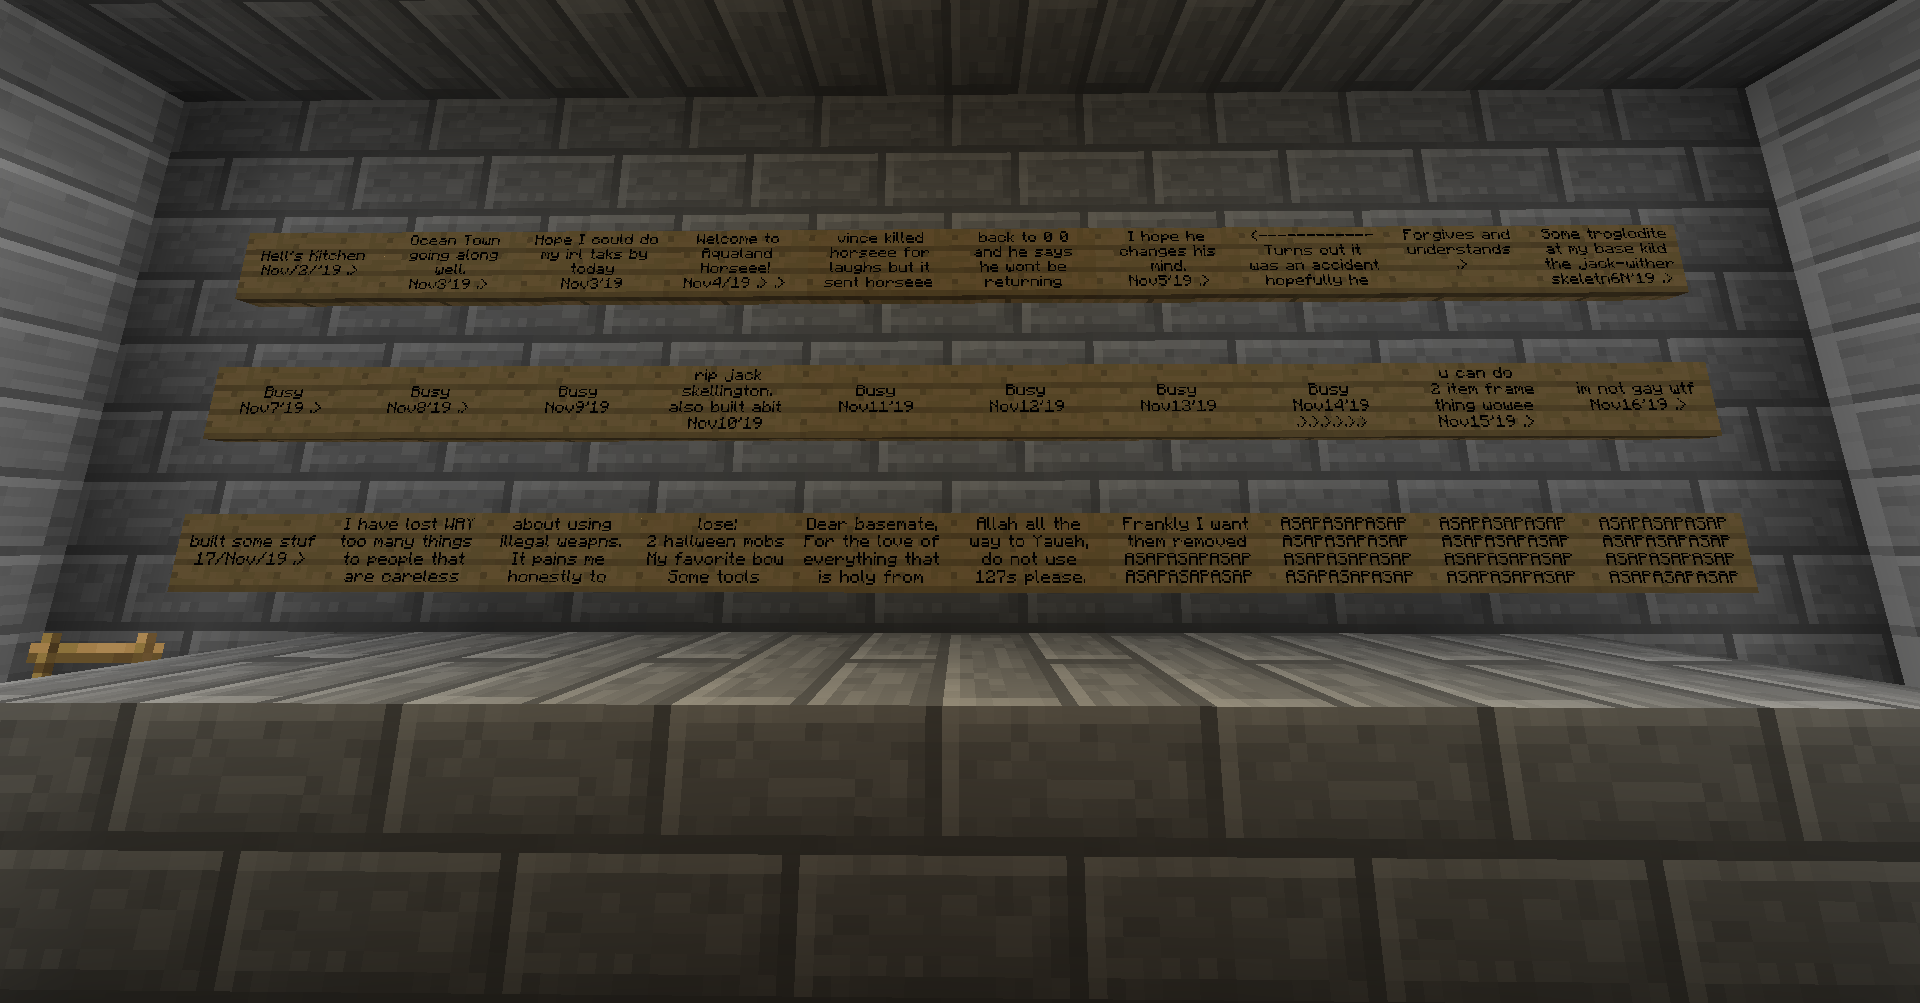 Hell's Kitchen
Nov/2/'19 :>
Ocean Town
going along
well.
Nov3'19 :>
Hope I could do
my irl taks by
today
Nov3'19
Welcome to
Aqualand
Horseee!
Nov4/19 :> :>
vince killed
horseee for
laughs but it
sent horseee
back to 0 0
and he says
he wont be
returning
I hope he
changes his
mind.
Nov5'19 :>
<------------
Turns out it
was an accident
hopefully he
Forgives and
understands
:>
Some troglodite
at my base kild
the jack-wither
skeletn6N'19 :>
Busy
Nov7'19 :>
Busy
Nov8'19 :>
Busy
Nov9'19
rip jack
skellington.
also built abit
Nov10'19
Busy
Nov11'19
Busy
Nov12'19
Busy
Nov13'19
Busy
Nov14'19
:>:>:>:>:>:>
u can do
2 item frame
thing wowee
Nov15'19 :>
im not gay wtf
Nov16'19 :>
built some stuf
17/Nov/19 :>
I have lost WAY
too many things
to people that
are careless
about using
illegal weapns.
It pains me
honestly to
lose!
2 hallween mobs
My favorite bow
Some tools
Dear basemate,
For the love of
everything that
is holy from
Allah all the
way to Yaweh,
do not use
127s please.
Frankly I want
them removed
ASAPASAPASAP
ASAPASAPASAP
ASAPASAPASAP
ASAPASAPASAP
ASAPASAPASAP
ASAPASAPASAP
ASAPASAPASAP
ASAPASAPASAP
ASAPASAPASAP
ASAPASAPASAP
ASAPASAPASAP
ASAPASAPASAP
ASAPASAPASAP
ASAPASAPASAP